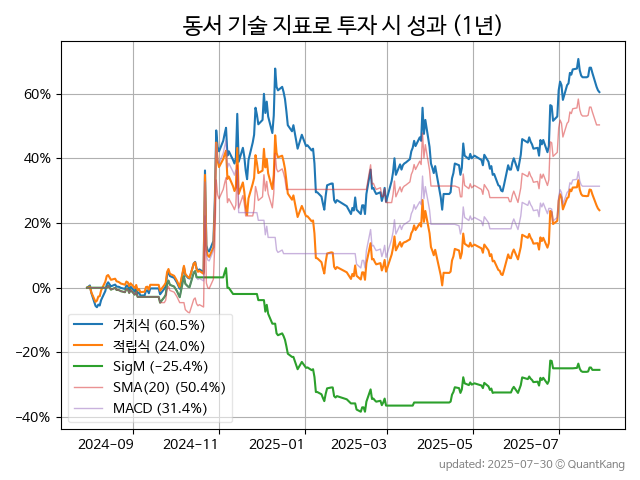 동서 기술 지표로 투자 시 성과 (1년)
60%
40%
20%
0%
−20%
−40%
거치식 (60.5%)
적립식 (24.0%)
SigM (−25.4%)
SMA(20) (50.4%)
MACD (31.4%)
2024-09 2024-11 2025-01 2025-03 2025-05 2025-07
updated: 2025-07-30 © QuantKang